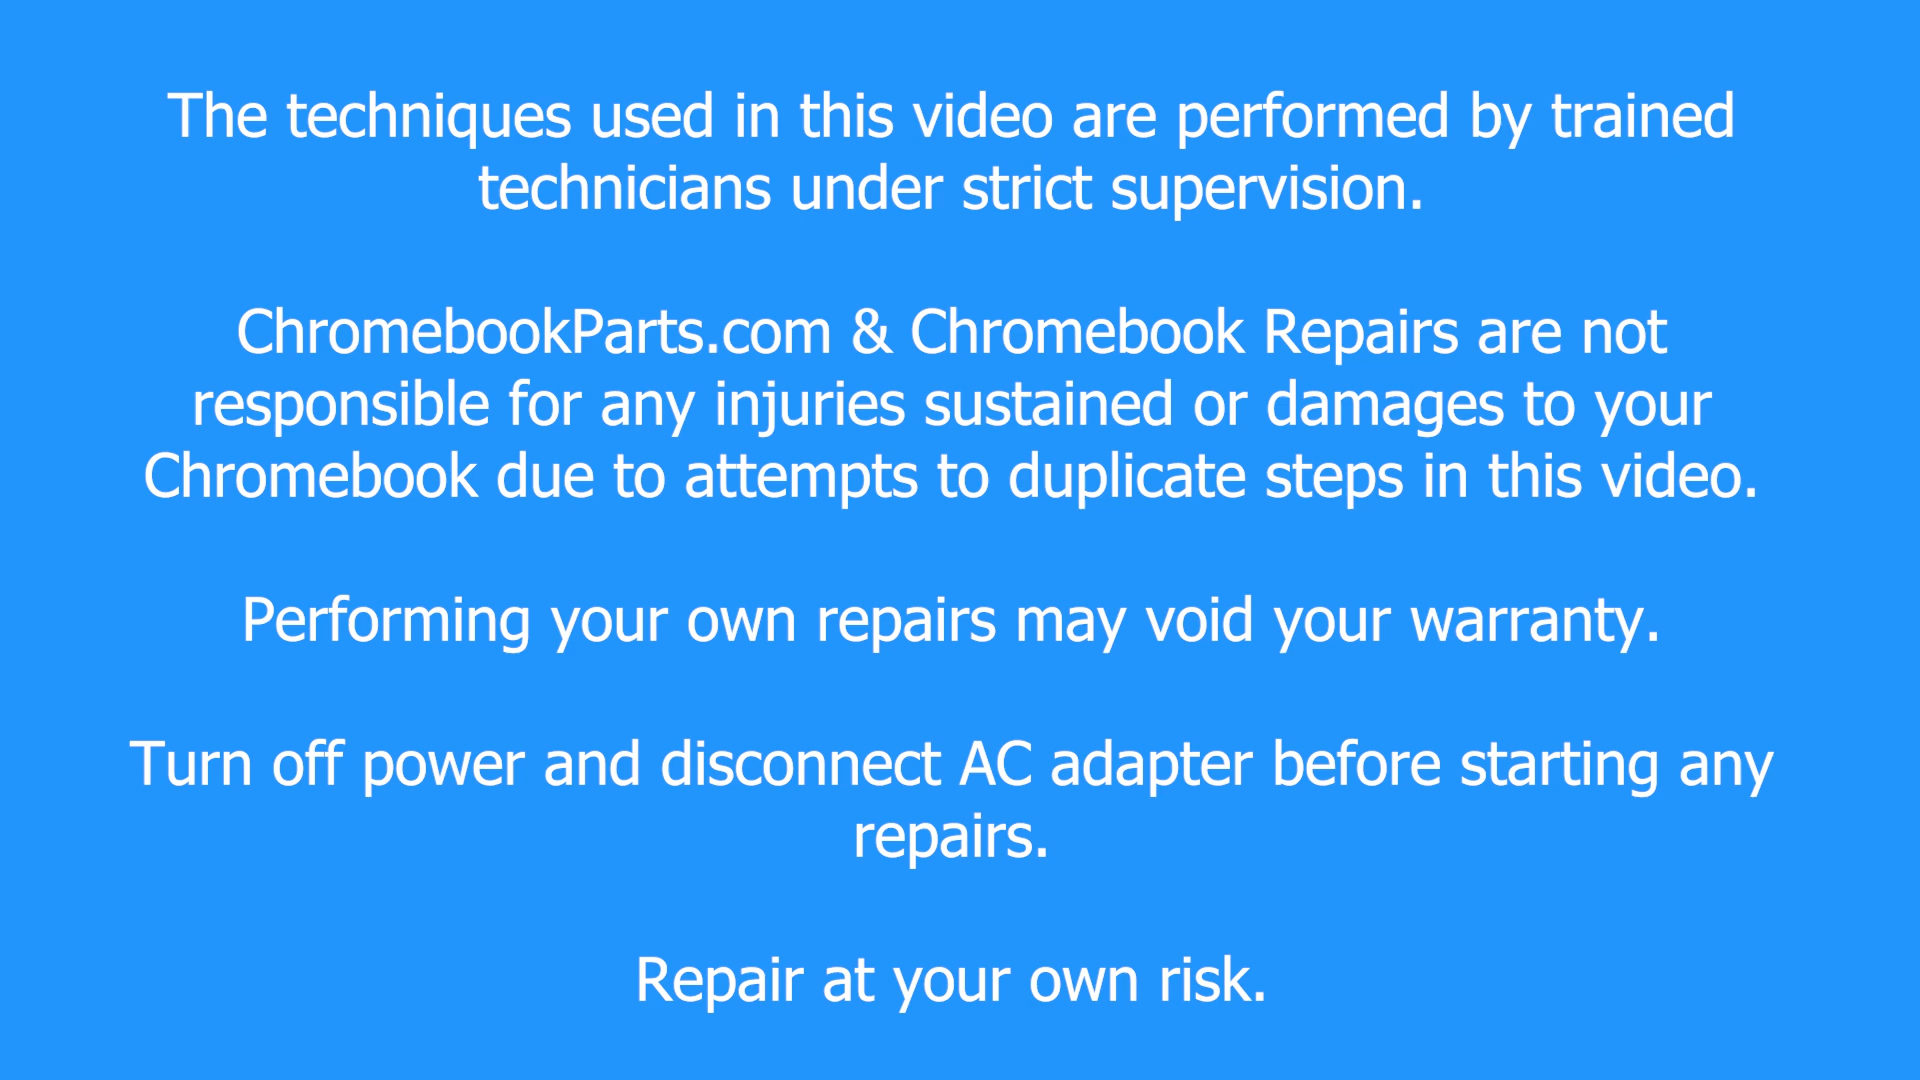 The techniques used in this video are performed by trained
technicians under strict supervision.
ChromebookParts.com & Chromebook Repairs are not
responsible for any injuries sustained or damages to your
Chromebook due to attempts to duplicate steps in this video.
Performing your own repairs may void your warranty.
Turn off power and disconnect AC adapter before starting any
repairs.
Repair at your own risk.